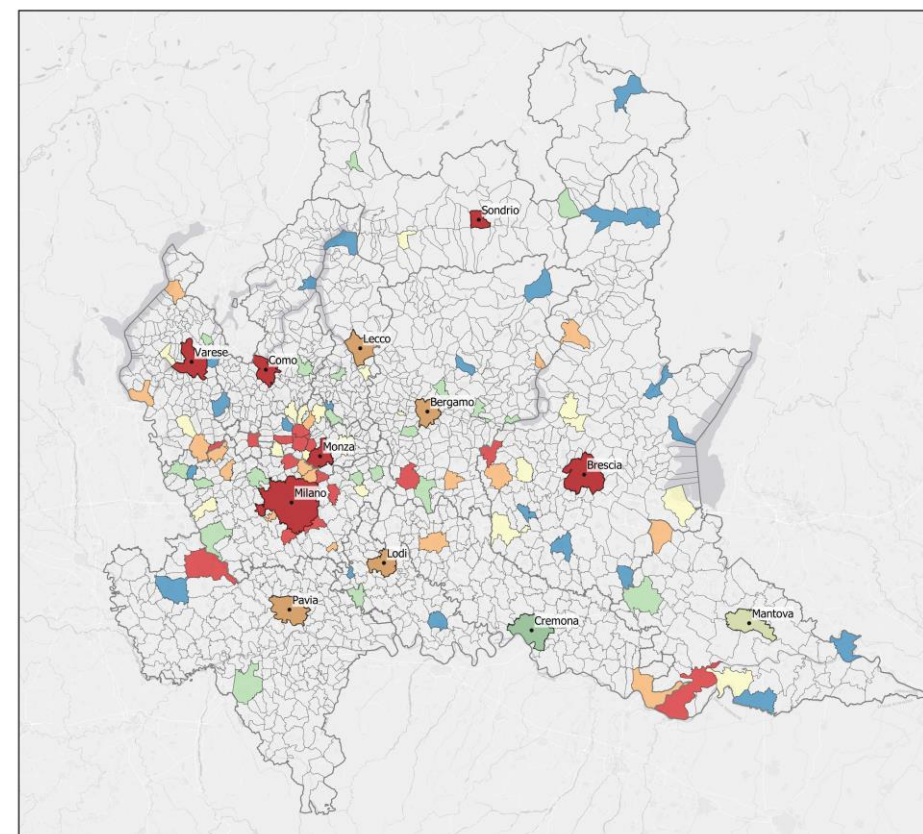 Sondrio
Lecco
Varese
Como
Bergamo
Monza
Brescia
Milano
Lodi
Pavia
Cremona
Mantova